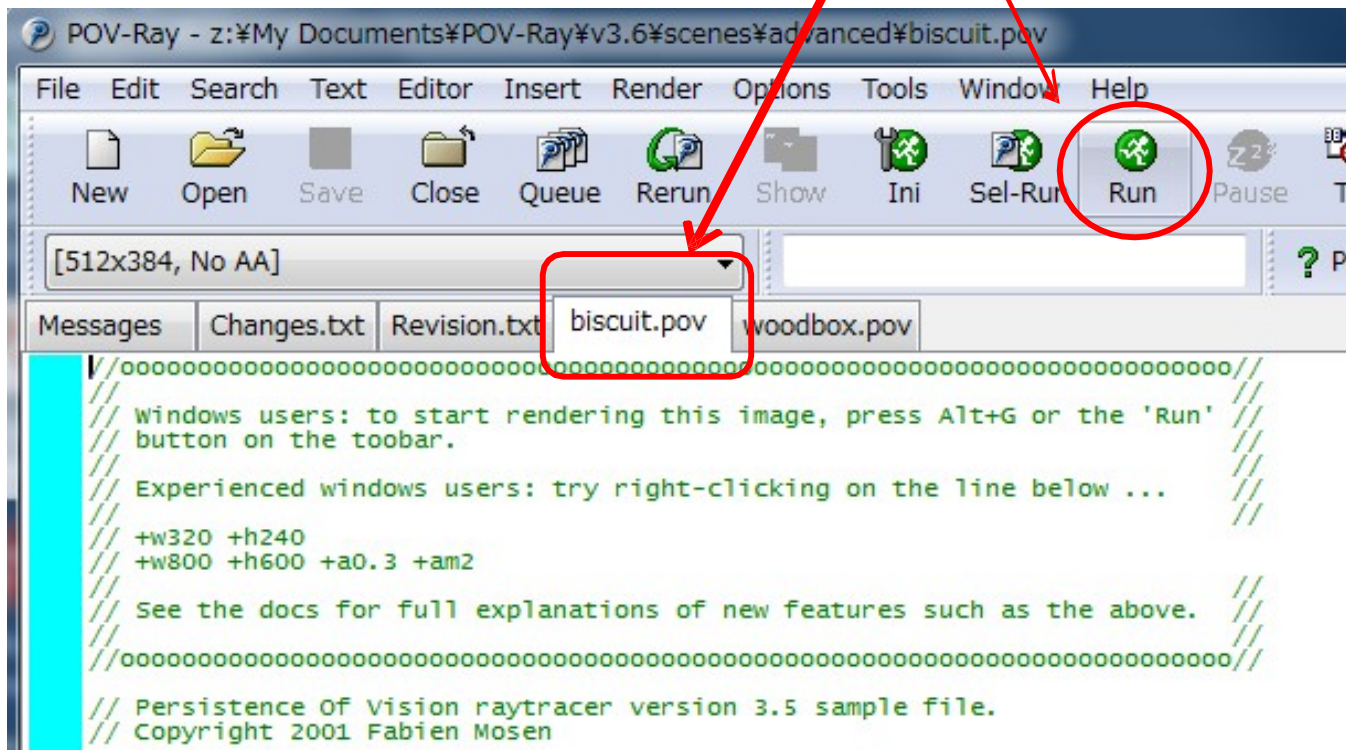 POV-Ray - z:¥My Documents¥POV-Ray¥v3.6¥scenes¥advanced¥biscuit.pov
File Edit Search Text Editor Insert Render Options Tools Window Help
New Open Save Close Queue Rerun Show Ini Sel-Run Run Pause T
[512x384, No AA] ? P
Messages Changes.txt Revision.txt biscuit.pov woodbox.pov
//oooooooooooooooooooooooooooooooooooooooooooooooooooooooooooooooooooooooo//
// //
// Windows users: to start rendering this image, press Alt+G or the 'Run' //
// button on the toobar. //
// //
// Experienced windows users: try right-clicking on the line below ... //
// //
// +w320 +h240
// +w800 +h600 +a0.3 +am2
// //
// See the docs for full explanations of new features such as the above. //
// //
//oooooooooooooooooooooooooooooooooooooooooooooooooooooooooooooooooooooooo//
// Persistence Of Vision raytracer version 3.5 sample file.
// Copyright 2001 Fabien Mosen